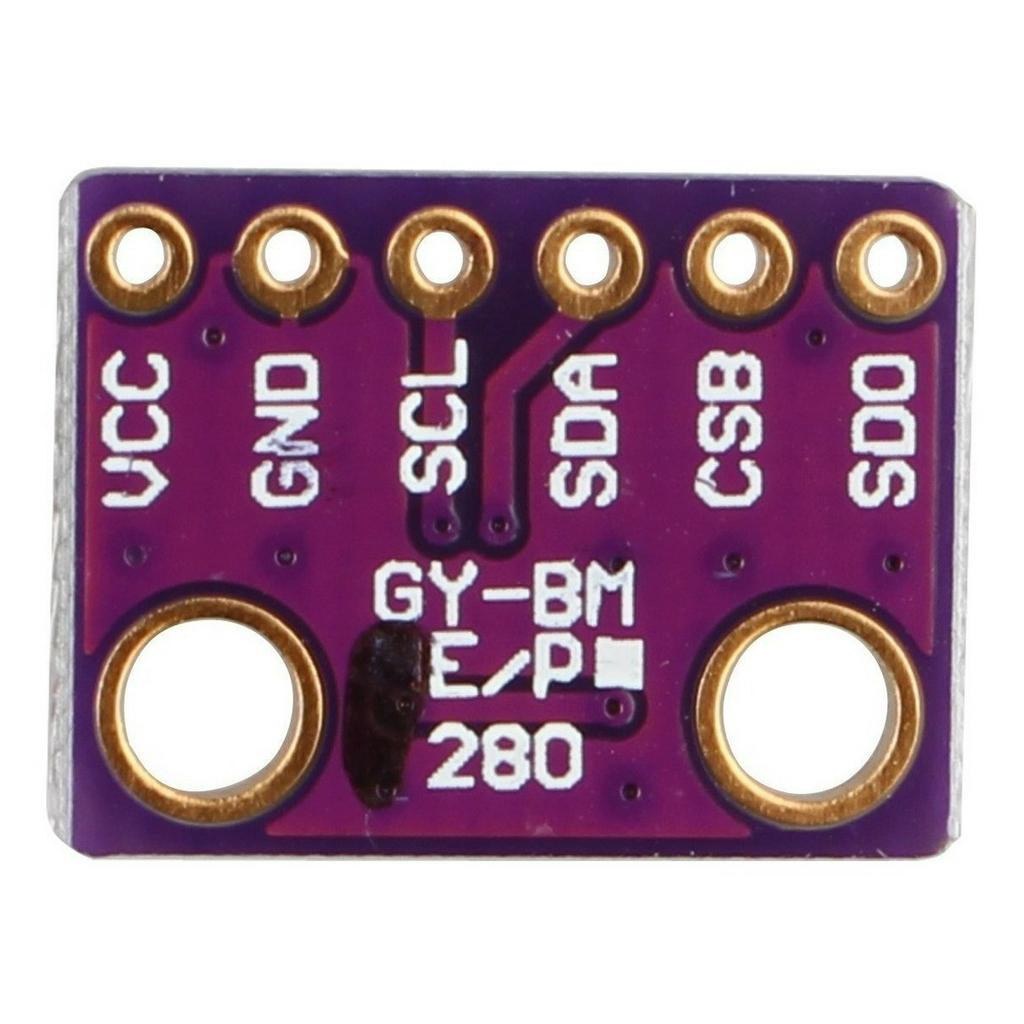 VCC
GND
SCL
SDA
CSB
SDO
GY-BM
E/P■
280